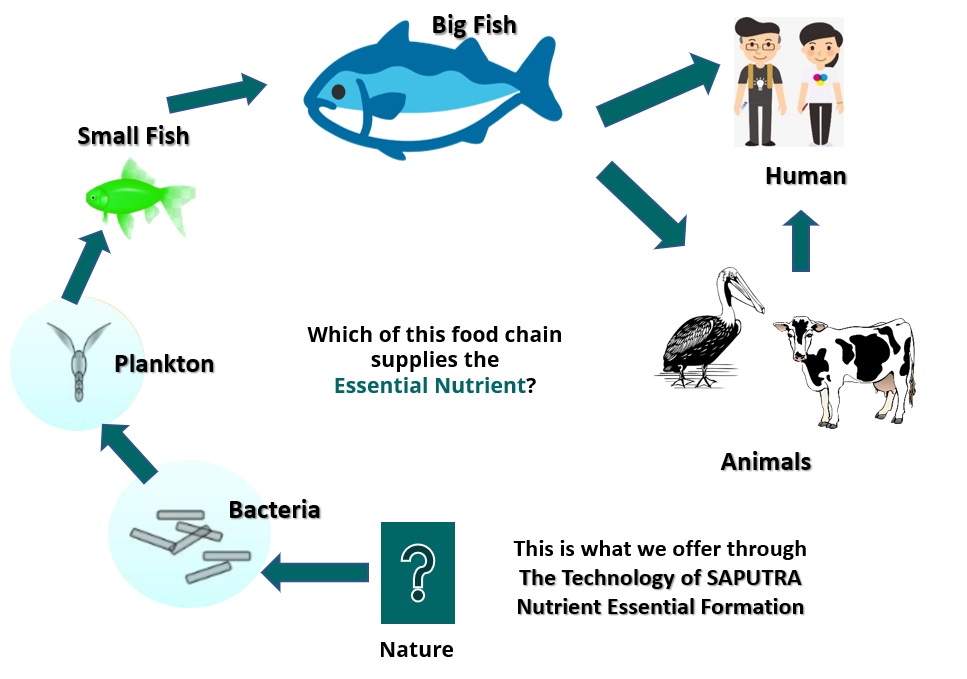 Big Fish
Small Fish
Human
Plankton
Which of this food chain
supplies the
Essential Nutrient?
Animals
Bacteria
?
Nature
This is what we offer through
The Technology of SAPUTRA
Nutrient Essential Formation